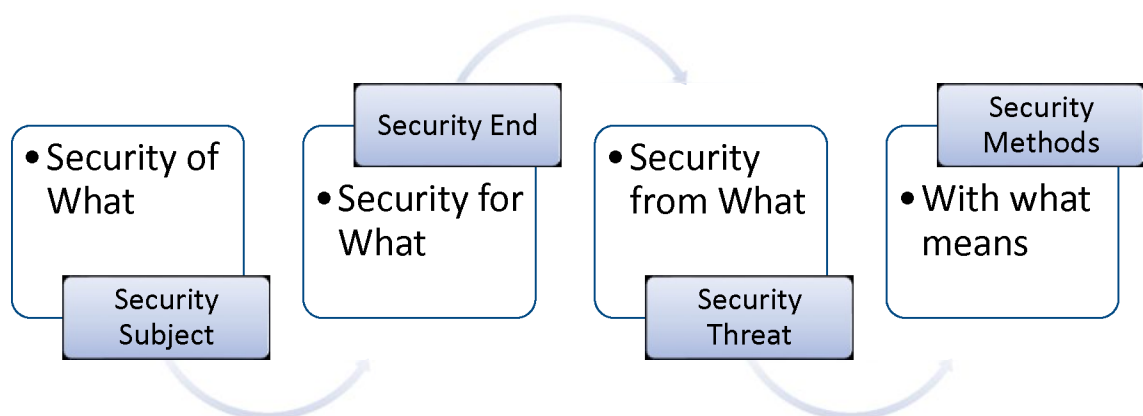 • Security of
What
Security
Subject
Security End
• Security for
What
• Security
from What
Security
Threat
Security
Methods
• With what
means